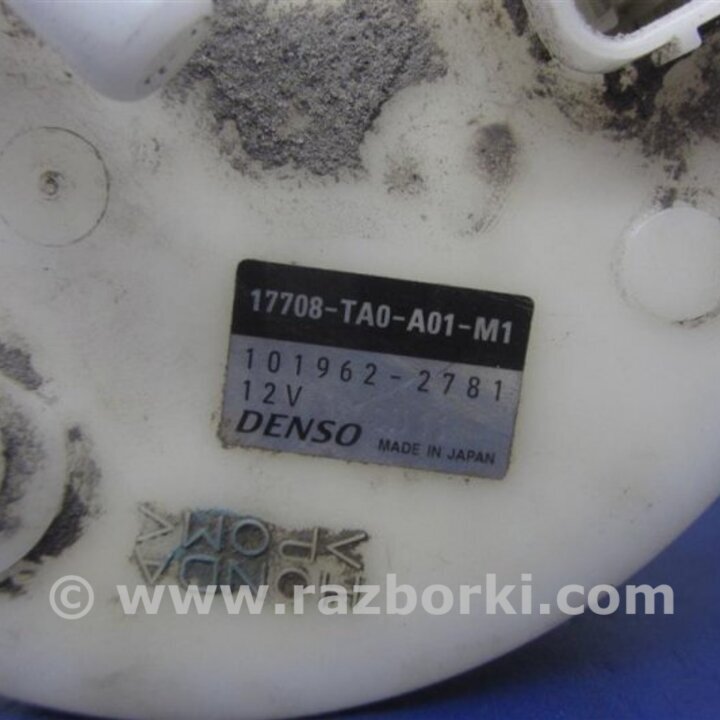 17708-TA0-A01-M1
101962-2781
12V
DENSO MADE IN JAPAN
© www.razborki.com